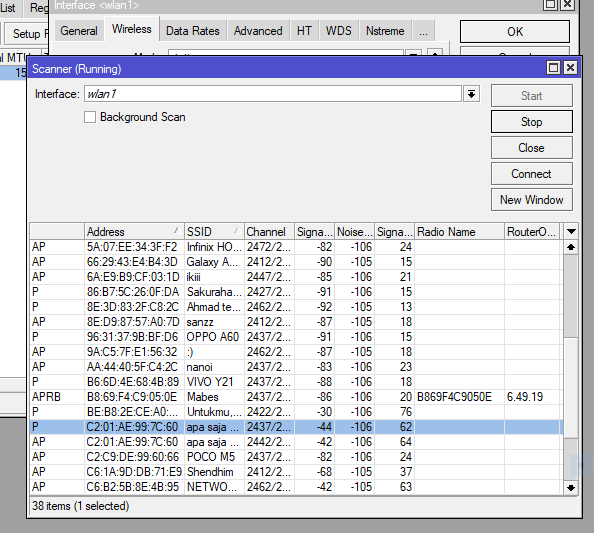 List
Reg
Interface <wlan1>
General Wireless Data Rates Advanced HT WDS Nstreme ... OK
Setup R
Scanner (Running)
Interface: wlan1 Start
Background Scan Stop
Close
Connect
New Window
Address SSID Channel Signa... Noise... Signa... Radio Name RouterO...
AP 5A:07:EE:34:3F:F2 Infinix HO... 2472/2... -82 -106 24
AP 66:29:43:E4:B4:3D Galaxy A... 2412/2... -90 -105 15
AP 6A:E9:B9:CF:03:1D ikiii 2447/2... -85 -106 21
P 86:B7:5C:26:0F:DA Sakuraha... 2427/2... -91 -106 15
P 8E:3D:83:2F:C8:2C Ahmad te... 2462/2... -92 -105 13
AP 8E:D9:87:57:A0:7D sanzz 2412/2... -87 -105 18
P 96:31:37:9B:BF:D6 OPPO A60 2437/2... -91 -106 15
AP 9A:C5:7F:E1:56:32 :) 2462/2... -87 -105 18
AP AA:44:40:5F:C4:2C nanoi 2437/2... -83 -106 23
P B6:6D:4E:68:4B:89 VIVO Y21 2437/2... -88 -106 18
APRB B8:69:F4:C9:05:0E Mabes 2437/2... -86 -106 20 B869F4C9050E 6.49.19
P BE:B8:2E:CE:A0:... Untukmu,... 2422/2... -30 -106 76
P C2:01:AE:99:7C:60 apa saja ... 2437/2... -44 -106 62
AP C2:01:AE:99:7C:60 apa saja ... 2442/2... -42 -106 64
AP C2:C9:DE:99:60:66 POCO M5 2437/2... -82 -106 24
AP C6:1A:9D:DB:71:E9 Shendhim 2412/2... -68 -105 37
AP C6:B2:5B:8E:4B:95 NETWO... 2462/2... -42 -105 63
38 items (1 selected)